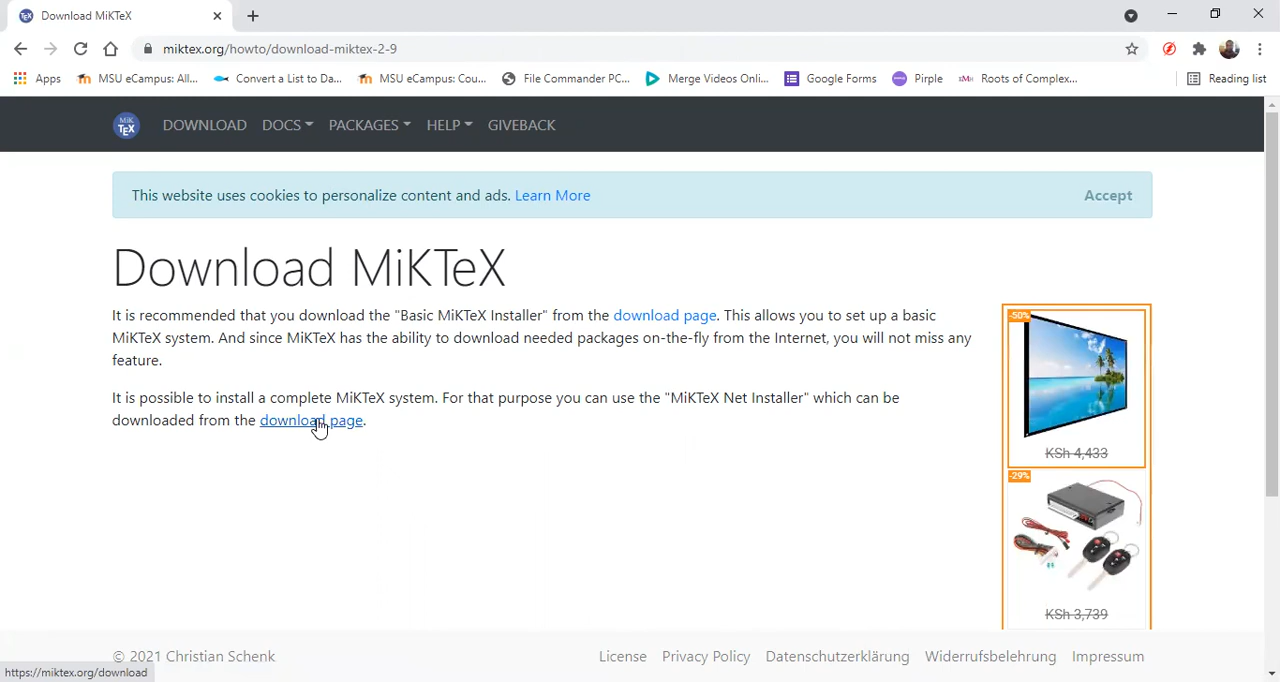 Download MiKTeX
miktex.org/howto/download-miktex-2-9
Apps
MSU eCampus: All...
Convert a List to Da...
MSU eCampus: Cou...
File Commander PC...
Merge Videos Onli...
Google Forms
Pirple
Roots of Complex...
Reading list
MiK
TEX
DOWNLOAD
DOCS
PACKAGES
HELP
GIVEBACK
This website uses cookies to personalize content and ads. Learn More
Accept
Download MiKTeX
It is recommended that you download the "Basic MiKTeX Installer" from the download page. This allows you to set up a basic
MiKTeX system. And since MiKTeX has the ability to download needed packages on-the-fly from the Internet, you will not miss any
feature.
It is possible to install a complete MiKTeX system. For that purpose you can use the "MiKTeX Net Installer" which can be
downloaded from the download page.
-50%
KSh 4,433
-29%
KSh 3,739
© 2021 Christian Schenk
License
Privacy Policy
Datenschutzerklärung
Widerrufsbelehrung
Impressum
https://miktex.org/download